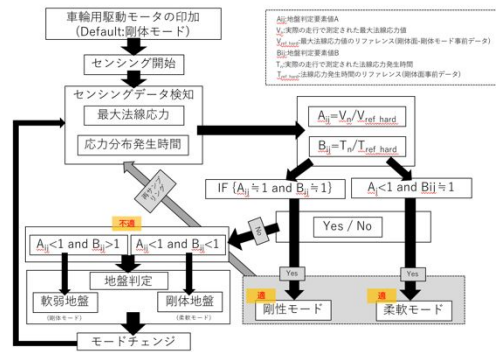 車輪用駆動モータの印加
(Default:剛体モード)
センシング開始
センシングデータ検知
最大法線応力
応力分布発生時間
Aij:地盤判定要素値A
Vn:実際の走行で測定された最大法線応力値
Vref_hard:最大法線応力値のリファレンス(剛体面-剛体モード事前データ)
Bij:地盤判定要素値B
Tn:実際の走行で測定された法線応力発生時間
Tref_hard:法線応力発生時間のリファレンス(剛体面事前データ)
Aij=Vn/Vref_hard
Bij=Tn/Tref_hard
再サンプリング
IF {Aij≒1 and Bij≒1}
Aij<1 and Bij≒1
Yes / No
No
不適
Aij<1 and Bij>1
Aij<1 and Bij<1
地盤判定
軟弱地盤
(剛体モード)
剛体地盤
(柔軟モード)
モードチェンジ
Yes
Yes
適
剛性モード
適
柔軟モード